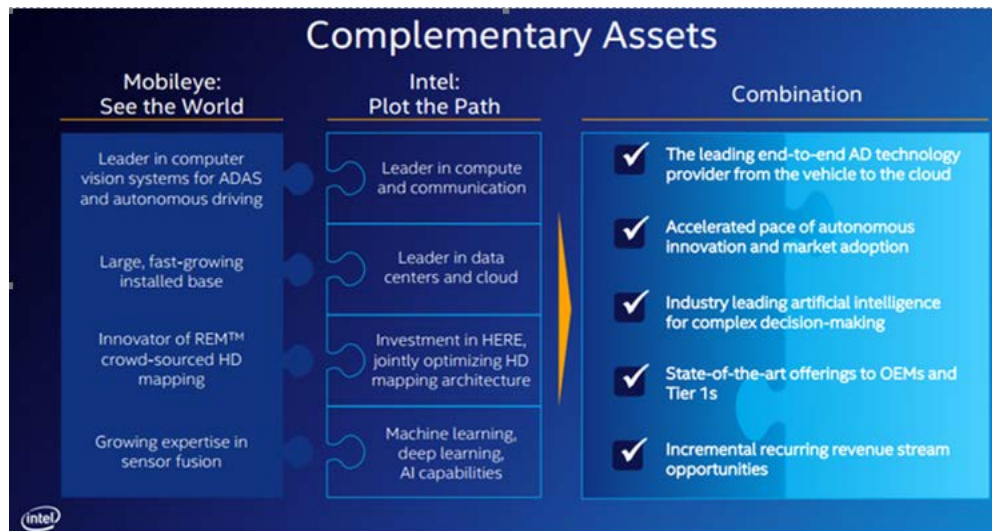 Complementary Assets
Mobileye:
See the World
Leader in computer
vision systems for ADAS
and autonomous driving
Large, fast-growing
installed base
Innovator of REM™
crowd-sourced HD
mapping
Growing expertise in
sensor fusion
Intel:
Plot the Path
Leader in compute
and communication
Leader in data
centers and cloud
Investment in HERE,
jointly optimizing HD
mapping architecture
Machine learning,
deep learning,
AI capabilities
Combination
The leading end-to-end AD technology
provider from the vehicle to the cloud
Accelerated pace of autonomous
innovation and market adoption
Industry leading artificial intelligence
for complex decision-making
State-of-the-art offerings to OEMs and
Tier 1s
Incremental recurring revenue stream
opportunities
intel